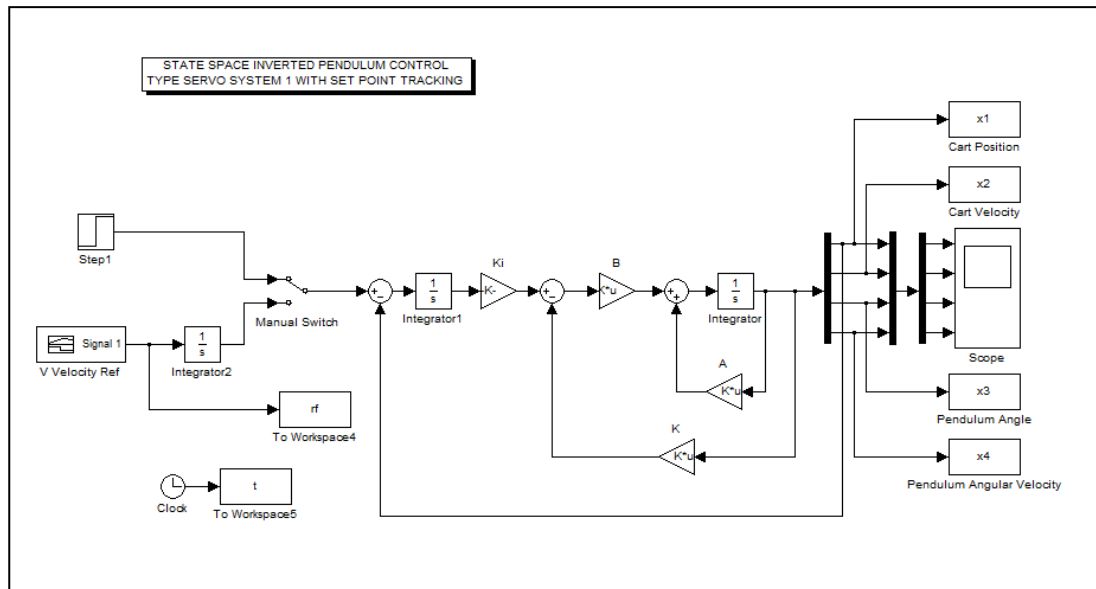 STATE SPACE INVERTED PENDULUM CONTROL
TYPE SERVO SYSTEM 1 WITH SET POINT TRACKING
x1
Cart Position
x2
Cart Velocity
Step1
Ki
B
+
-
1
s
Integrator1
-K-
+
-
K*u
+
+
1
s
Integrator
Manual Switch
Signal 1
V Velocity Ref
1
s
Integrator2
Scope
A
K*u
x3
Pendulum Angle
rf
To Workspace4
K
K*u
x4
Pendulum Angular Velocity
Clock
t
To Workspace5